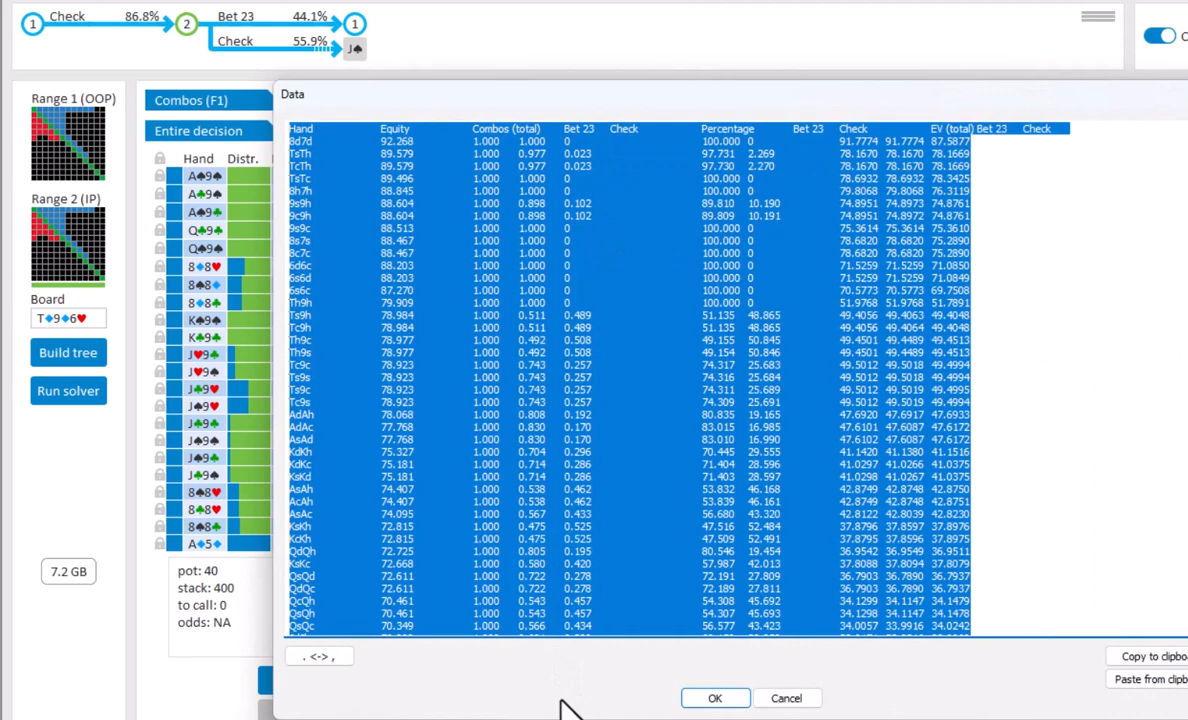 1 Check 86.8% 2 Bet 23 44.1% 1
Check 55.9% J♠
C
Range 1 (OOP)
Range 2 (IP)
Board
T♦9♦6♥
Build tree
Run solver
7.2 GB
Combos (F1)
Entire decision
Hand Distr.
A♠9♠
A♣9♠
A♠9♣
Q♣9♣
Q♠9♠
8♦8♥
8♠8♦
8♦8♣
K♠9♠
K♣9♣
J♥9♣
J♥9♠
J♣9♥
J♠9♥
J♣9♣
J♠9♠
J♠9♣
J♣9♠
8♠8♥
8♣8♥
8♠8♣
A♦5♦
pot: 40
stack: 400
to call: 0
odds: NA
Data
Hand Equity Combos (total) Bet 23 Check Percentage Bet 23 Check EV (total) Bet 23 Check
8d7d 92.268 1.000 1.000 0 100.000 0 91.7774 91.7774 87.5877
TsTh 89.579 1.000 0.977 0.023 97.731 2.269 78.1670 78.1670 78.1669
TcTh 89.579 1.000 0.977 0.023 97.730 2.270 78.1670 78.1670 78.1669
TsTc 89.496 1.000 1.000 0 100.000 0 78.6932 78.6932 78.3425
8h7h 88.845 1.000 1.000 0 100.000 0 79.8068 79.8068 76.3119
9s9h 88.604 1.000 0.898 0.102 89.810 10.190 74.8951 74.8973 74.8761
9c9h 88.604 1.000 0.898 0.102 89.809 10.191 74.8951 74.8972 74.8761
9s9c 88.513 1.000 1.000 0 100.000 0 75.3614 75.3614 75.3610
8s7s 88.467 1.000 1.000 0 100.000 0 78.6820 78.6820 75.2890
8c7c 88.467 1.000 1.000 0 100.000 0 78.6820 78.6820 75.2890
6d6c 88.203 1.000 1.000 0 100.000 0 71.5259 71.5259 71.0850
6s6d 88.203 1.000 1.000 0 100.000 0 71.5259 71.5259 71.0849
6s6c 87.270 1.000 1.000 0 100.000 0 70.5773 70.5773 69.7508
Th9h 79.909 1.000 1.000 0 100.000 0 51.9768 51.9768 51.7891
Ts9h 78.984 1.000 0.511 0.489 51.135 48.865 49.4056 49.4063 49.4048
Tc9h 78.984 1.000 0.511 0.489 51.135 48.865 49.4056 49.4063 49.4048
Th9c 78.977 1.000 0.492 0.508 49.155 50.845 49.4501 49.4489 49.4513
Th9s 78.977 1.000 0.492 0.508 49.154 50.846 49.4501 49.4489 49.4513
Tc9c 78.923 1.000 0.743 0.257 74.317 25.683 49.5012 49.5018 49.4994
Ts9s 78.923 1.000 0.743 0.257 74.316 25.684 49.5012 49.5018 49.4994
Ts9c 78.923 1.000 0.743 0.257 74.311 25.689 49.5012 49.5018 49.4995
Tc9s 78.923 1.000 0.743 0.257 74.309 25.691 49.5012 49.5019 49.4994
AdAh 78.068 1.000 0.808 0.192 80.835 19.165 47.6920 47.6917 47.6933
AdAc 77.768 1.000 0.830 0.170 83.015 16.985 47.6101 47.6087 47.6172
AsAd 77.768 1.000 0.830 0.170 83.010 16.990 47.6102 47.6087 47.6172
KdKh 75.327 1.000 0.704 0.296 70.445 29.555 41.1420 41.1380 41.1516
KdKc 75.181 1.000 0.714 0.286 71.404 28.596 41.0297 41.0266 41.0375
KsKd 75.181 1.000 0.714 0.286 71.403 28.597 41.0298 41.0267 41.0375
AsAh 74.407 1.000 0.538 0.462 53.832 46.168 42.8749 42.8748 42.8750
AcAh 74.407 1.000 0.538 0.462 53.839 46.161 42.8749 42.8748 42.8751
AsAc 74.095 1.000 0.567 0.433 56.680 43.320 42.8122 42.8039 42.8230
KsKh 72.815 1.000 0.475 0.525 47.516 52.484 37.8796 37.8597 37.8976
KcKh 72.815 1.000 0.475 0.525 47.509 52.491 37.8795 37.8596 37.8975
QdQh 72.725 1.000 0.805 0.195 80.546 19.454 36.9542 36.9549 36.9511
KsKc 72.668 1.000 0.580 0.420 57.987 42.013 37.8088 37.8094 37.8079
QsQd 72.611 1.000 0.722 0.278 72.191 27.809 36.7903 36.7890 36.7937
QdQc 72.611 1.000 0.722 0.278 72.189 27.811 36.7903 36.7890 36.7937
QcQh 70.461 1.000 0.543 0.457 54.308 45.692 34.1299 34.1147 34.1479
QsQh 70.461 1.000 0.543 0.457 54.307 45.693 34.1298 34.1147 34.1478
QsQc 70.349 1.000 0.566 0.434 56.577 43.423 34.0057 33.9916 34.0242
. <-> ,
Copy to clipbo
Paste from clipb
OK Cancel